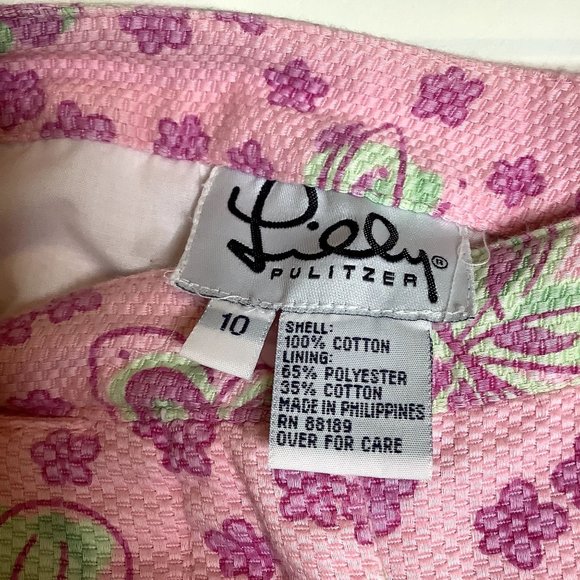 Lilly®
PULITZER
10
SHELL:
100% COTTON
LINING:
65% POLYESTER
35% COTTON
MADE IN PHILIPPINES
RN 88189
OVER FOR CARE